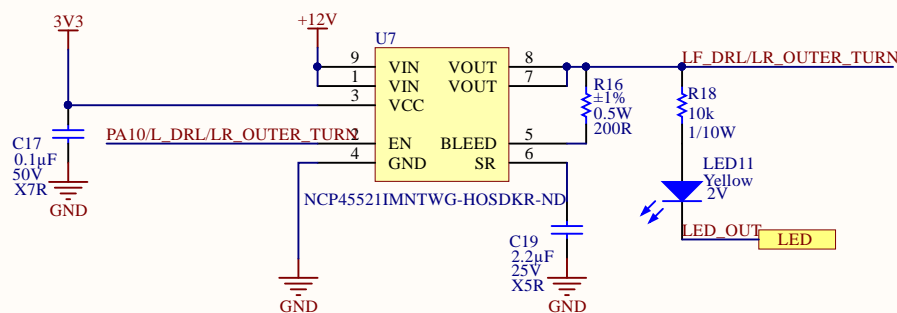 3V3
+12V
U7
9 VIN VOUT 8
1 VIN VOUT 7
3 VCC
2 EN BLEED 5
4 GND SR 6
NCP45521IMNTWG-HOSDKR-ND
PA10/L_DRL/LR_OUTER_TURN
C17
0.1µF
50V
X7R
GND
GND
C19
2.2µF
25V
X5R
GND
R16
±1%
0.5W
200R
LF_DRL/LR_OUTER_TURN
R18
10k
1/10W
LED11
Yellow
2V
LED_OUT
LED